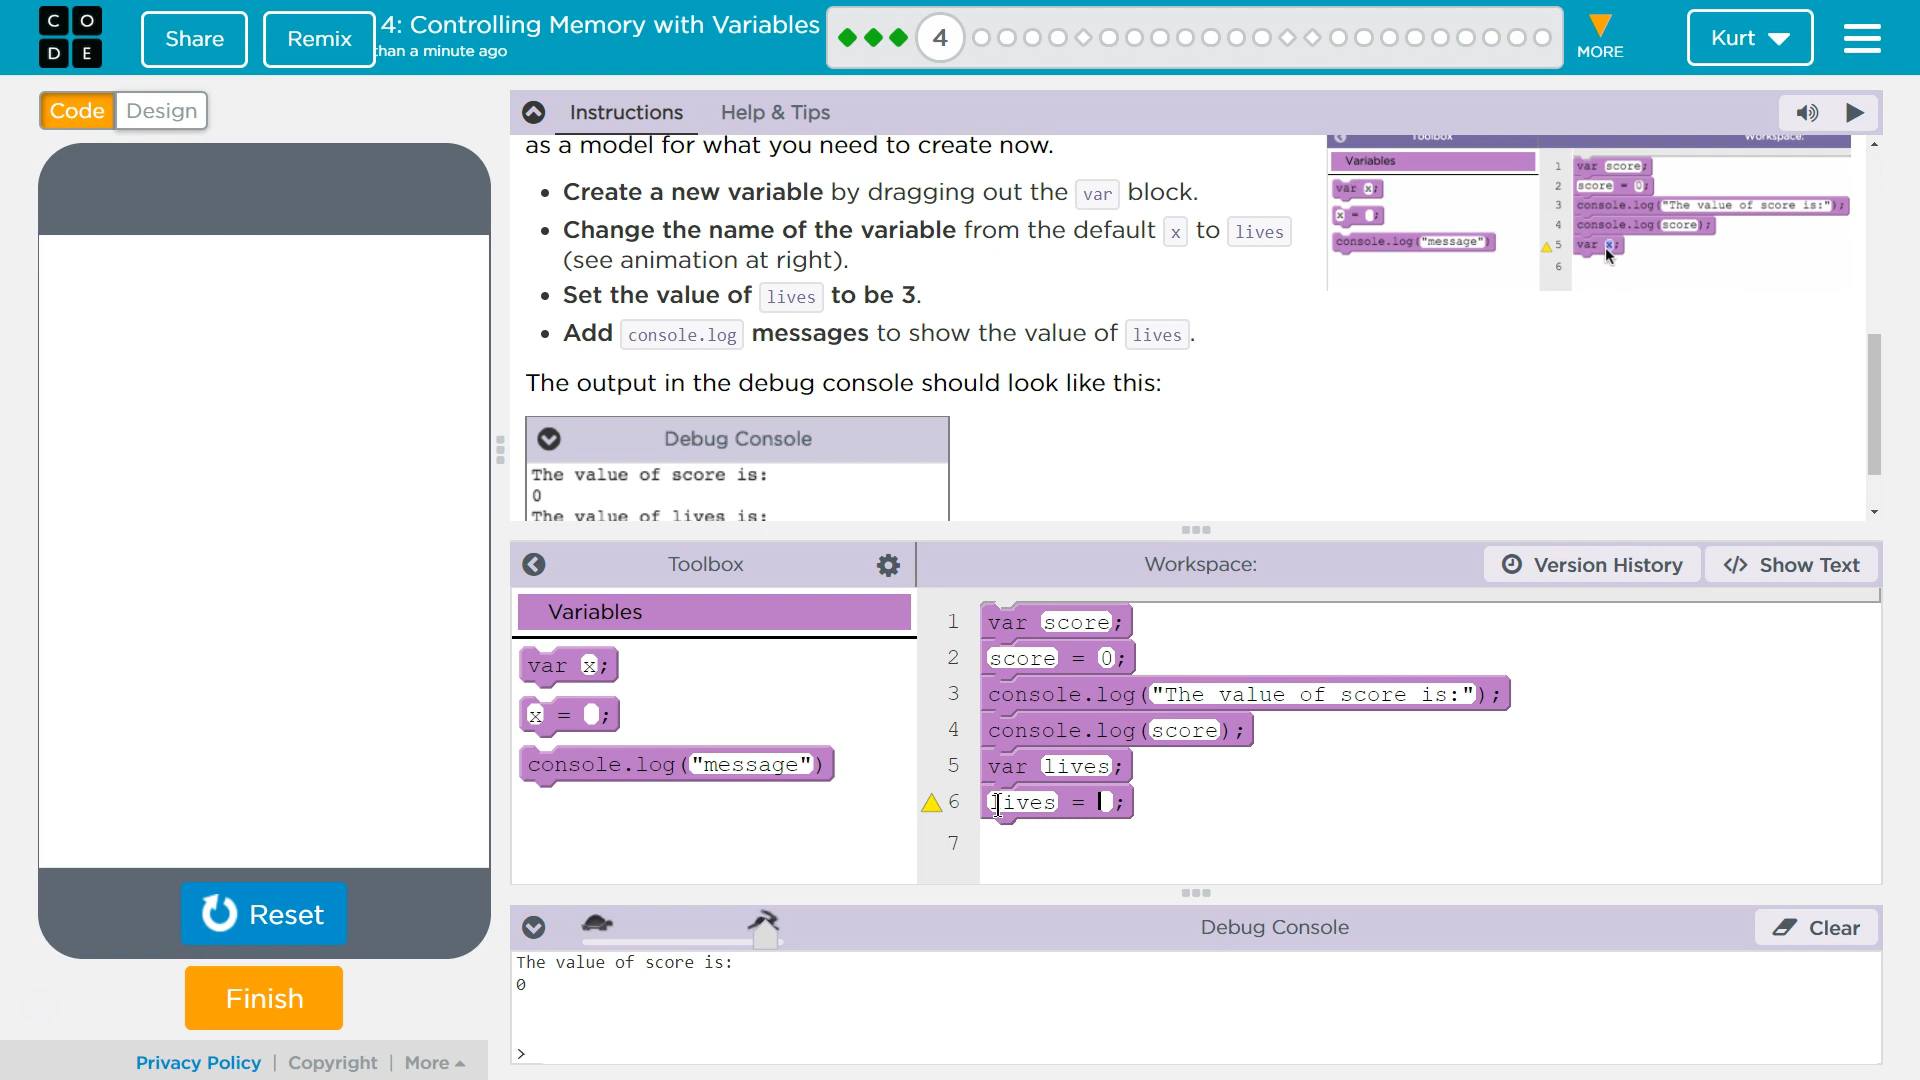 C O
D E
Share
Remix
4: Controlling Memory with Variables
than a minute ago
4
MORE
Kurt
Code
Design
Instructions
Help & Tips
as a model for what you need to create now.
• Create a new variable by dragging out the var block.
• Change the name of the variable from the default x to lives
(see animation at right).
• Set the value of lives to be 3.
• Add console.log messages to show the value of lives.
The output in the debug console should look like this:
Debug Console
The value of score is:
0
The value of lives is:
Toolbox
Workspace:
Variables
var x;
x = ;
console.log("message")
1 var score;
2 score = 0;
3 console.log("The value of score is:");
4 console.log(score);
5 var x;
6
Toolbox
Workspace:
Version History
</> Show Text
Variables
var x;
x = ;
console.log("message")
1 var score;
2 score = 0;
3 console.log("The value of score is:");
4 console.log(score);
5 var lives;
6 lives = ;
7
Reset
Finish
Debug Console
Clear
The value of score is:
0
>
Privacy Policy | Copyright | More